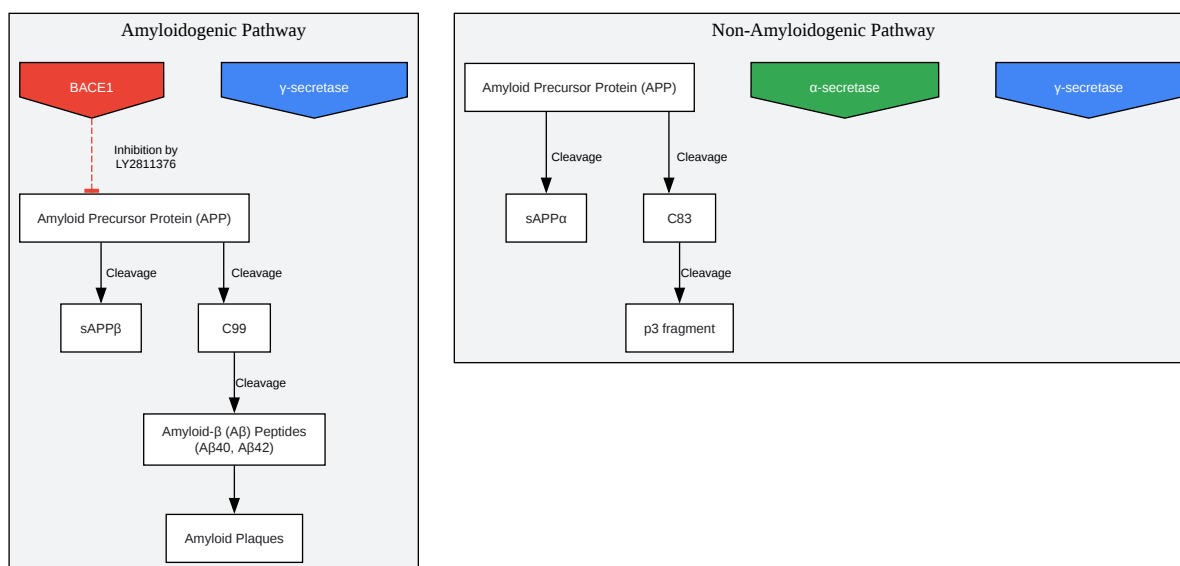 Amyloidogenic Pathway
BACE1
γ-secretase
Inhibition by
LY2811376
Amyloid Precursor Protein (APP)
Cleavage
Cleavage
sAPPβ
C99
Cleavage
Amyloid-β (Aβ) Peptides
(Aβ40, Aβ42)
Amyloid Plaques
Non-Amyloidogenic Pathway
Amyloid Precursor Protein (APP)
α-secretase
γ-secretase
Cleavage
Cleavage
sAPPα
C83
Cleavage
p3 fragment